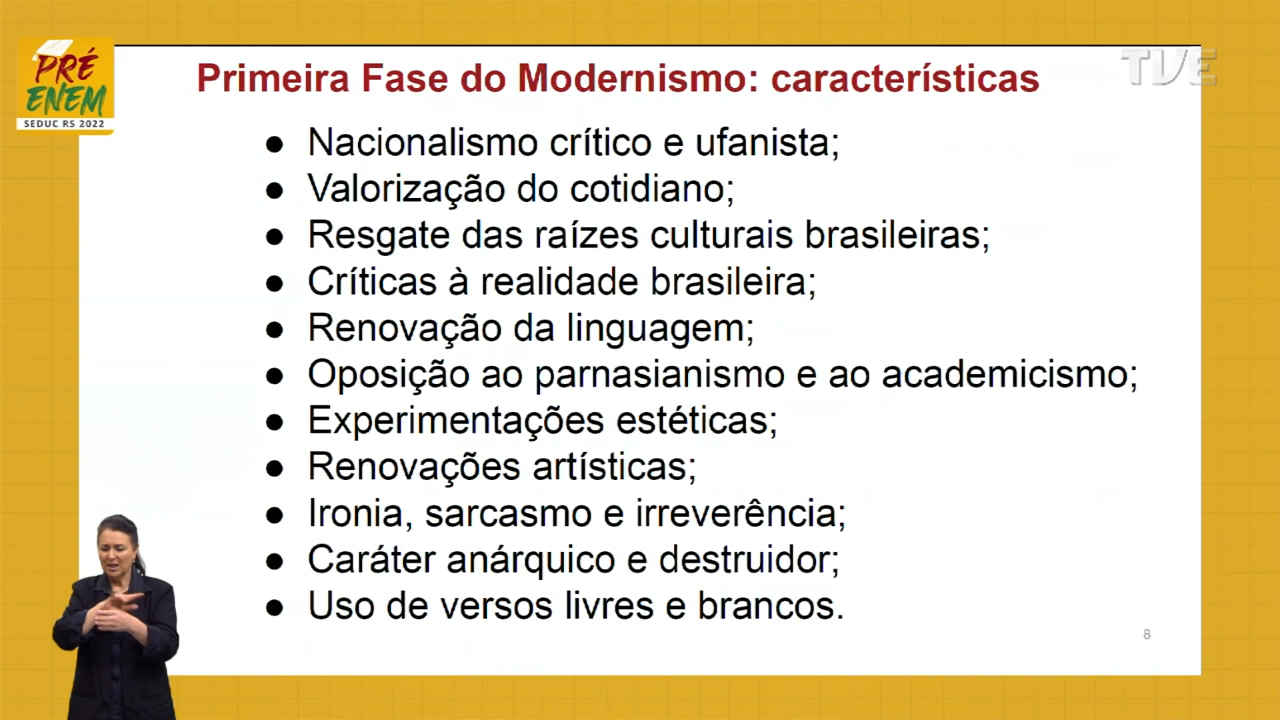 PRÉ
ENEM
SEDUC RS 2022
TVE
Primeira Fase do Modernismo: características
● Nacionalismo crítico e ufanista;
● Valorização do cotidiano;
● Resgate das raízes culturais brasileiras;
● Críticas à realidade brasileira;
● Renovação da linguagem;
● Oposição ao parnasianismo e ao academicismo;
● Experimentações estéticas;
● Renovações artísticas;
● Ironia, sarcasmo e irreverência;
● Caráter anárquico e destruidor;
● Uso de versos livres e brancos.
8